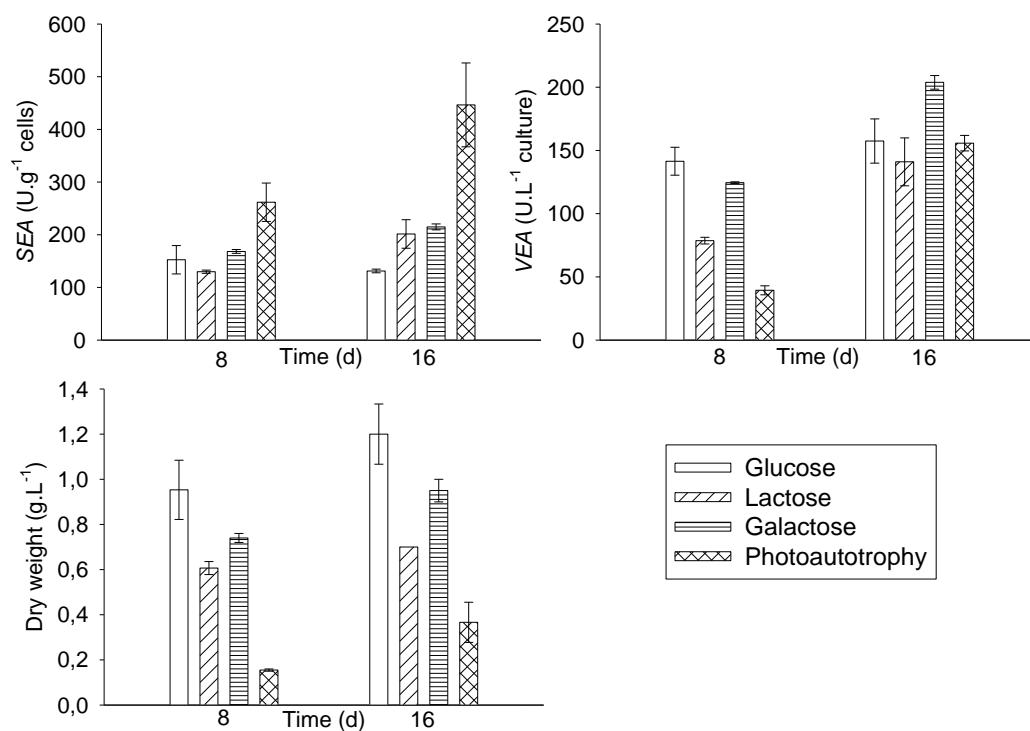 600
500
400
300
200
100
0
SEA (U.g⁻¹ cells)
8 Time (d) 16
250
200
150
100
50
0
VEA (U.L⁻¹ culture)
8 Time (d) 16
1,4
1,2
1,0
0,8
0,6
0,4
0,2
0,0
Dry weight (g.L⁻¹)
8 Time (d) 16
Glucose
Lactose
Galactose
Photoautotrophy